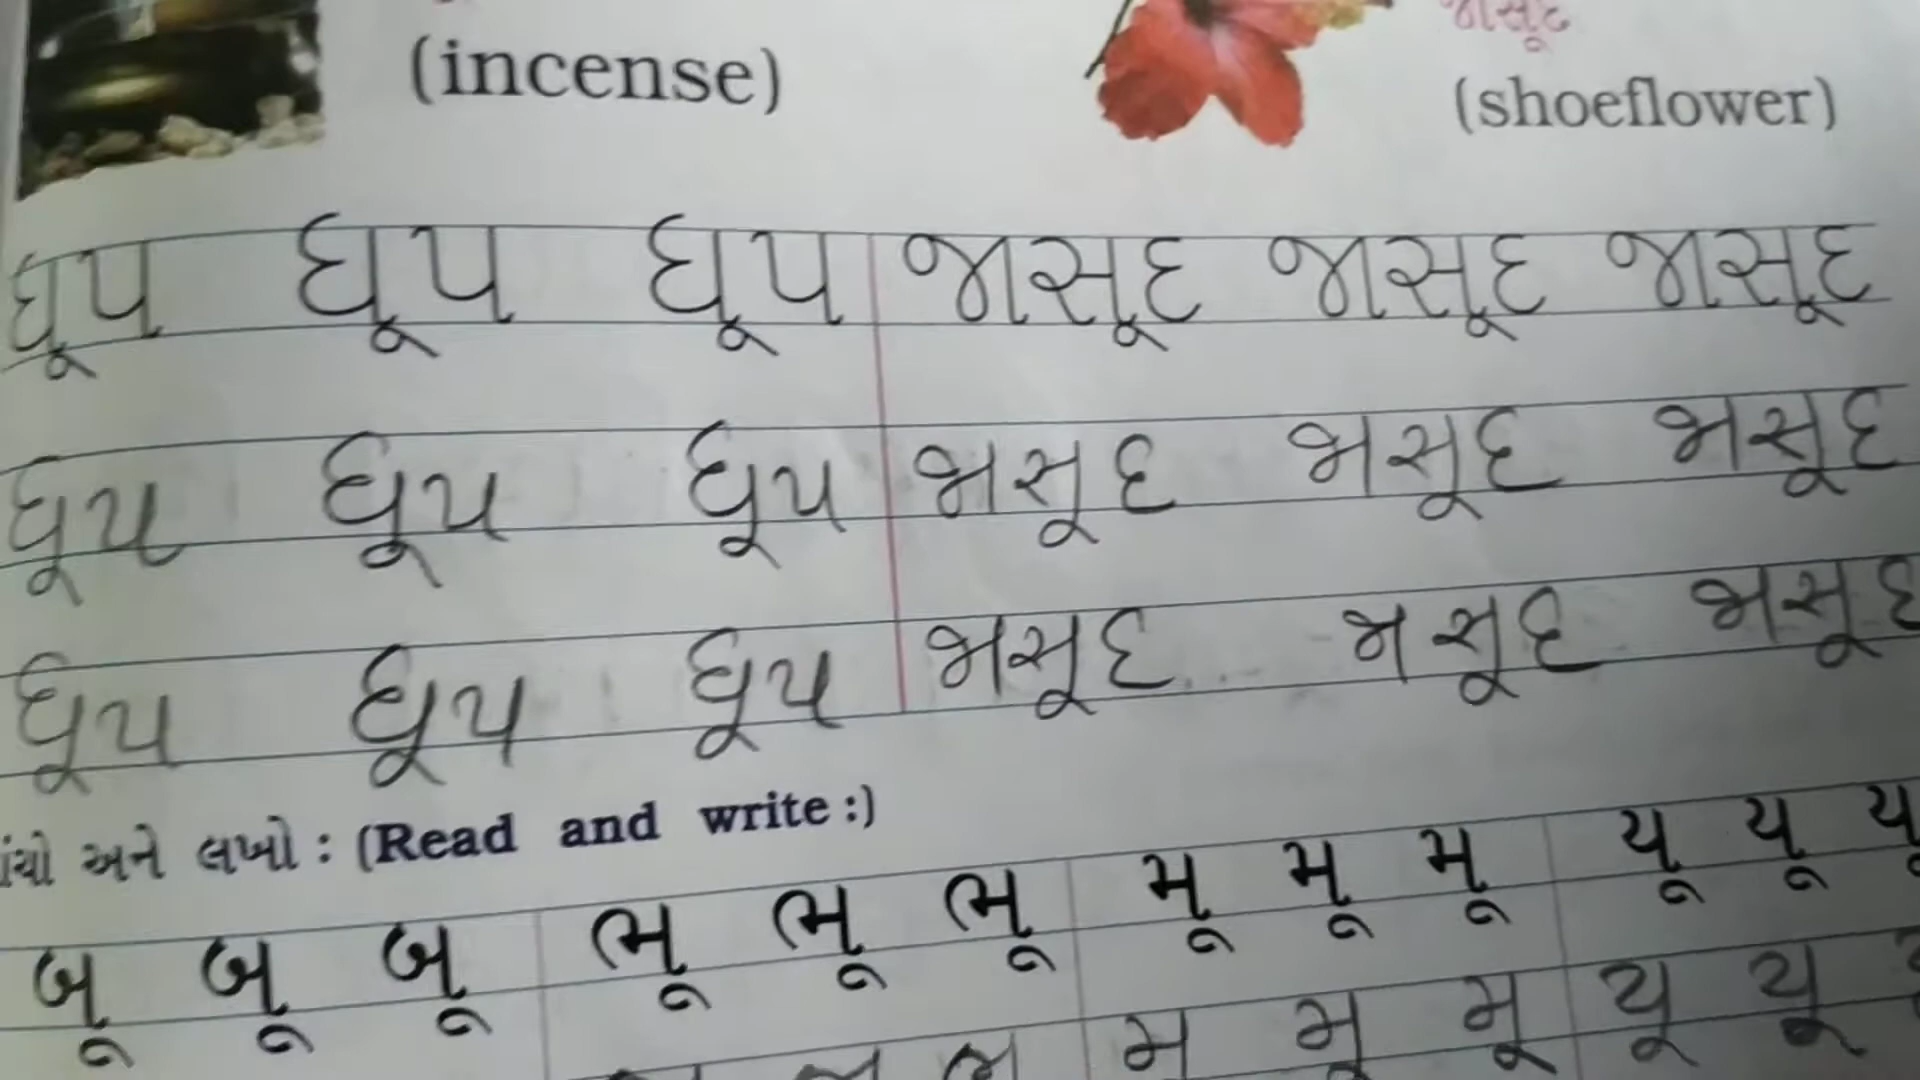 (incense) જાસૂદ (shoeflower)
ધૂપ ધૂપ ધૂપ જાસૂદ જાસૂદ જાસૂદ
ધૂપ ધૂપ ધૂપ જાસૂદ જાસૂદ જાસૂદ
ધૂપ ધૂપ ધૂપ જાસૂદ જાસૂદ જાસૂદ
અને લખો : (Read and write :)
બૂ બૂ બૂ ભૂ ભૂ ભૂ મૂ મૂ મૂ યૂ યૂ યૂ
મૂ મૂ યૂ યૂ